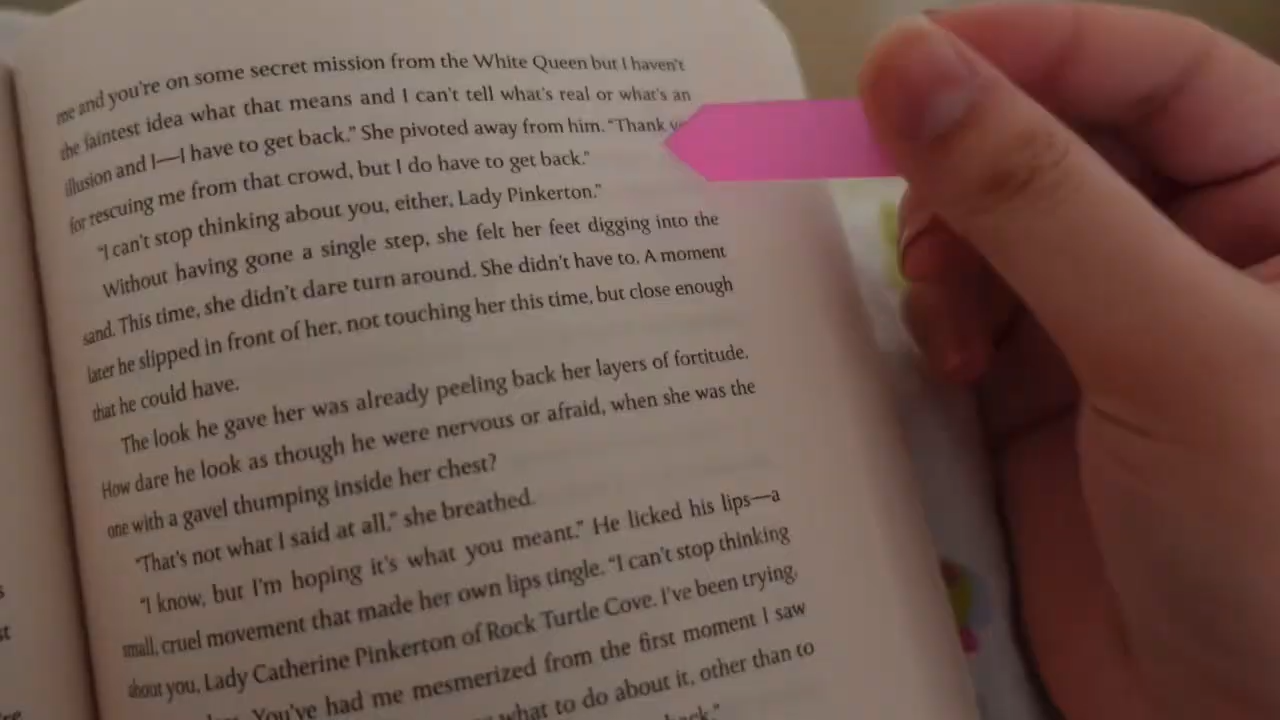 me and you're on some secret mission from the White Queen but I haven't
the faintest idea what that means and I can't tell what's real or what's an
illusion and I—I have to get back." She pivoted away from him. "Thank
for rescuing me from that crowd, but I do have to get back."
"I can't stop thinking about you, either, Lady Pinkerton."
Without having gone a single step, she felt her feet digging into the
sand. This time, she didn't dare turn around. She didn't have to. A moment
later he slipped in front of her, not touching her this time, but close enough
that he could have.
The look he gave her was already peeling back her layers of fortitude.
How dare he look as though he were nervous or afraid, when she was the
one with a gavel thumping inside her chest?
"That's not what I said at all," she breathed.
"I know, but I'm hoping it's what you meant." He licked his lips—a
small, cruel movement that made her own lips tingle. "I can't stop thinking
about you, Lady Catherine Pinkerton of Rock Turtle Cove. I've been trying,
You've had me mesmerized from the first moment I saw
what to do about it, other than to